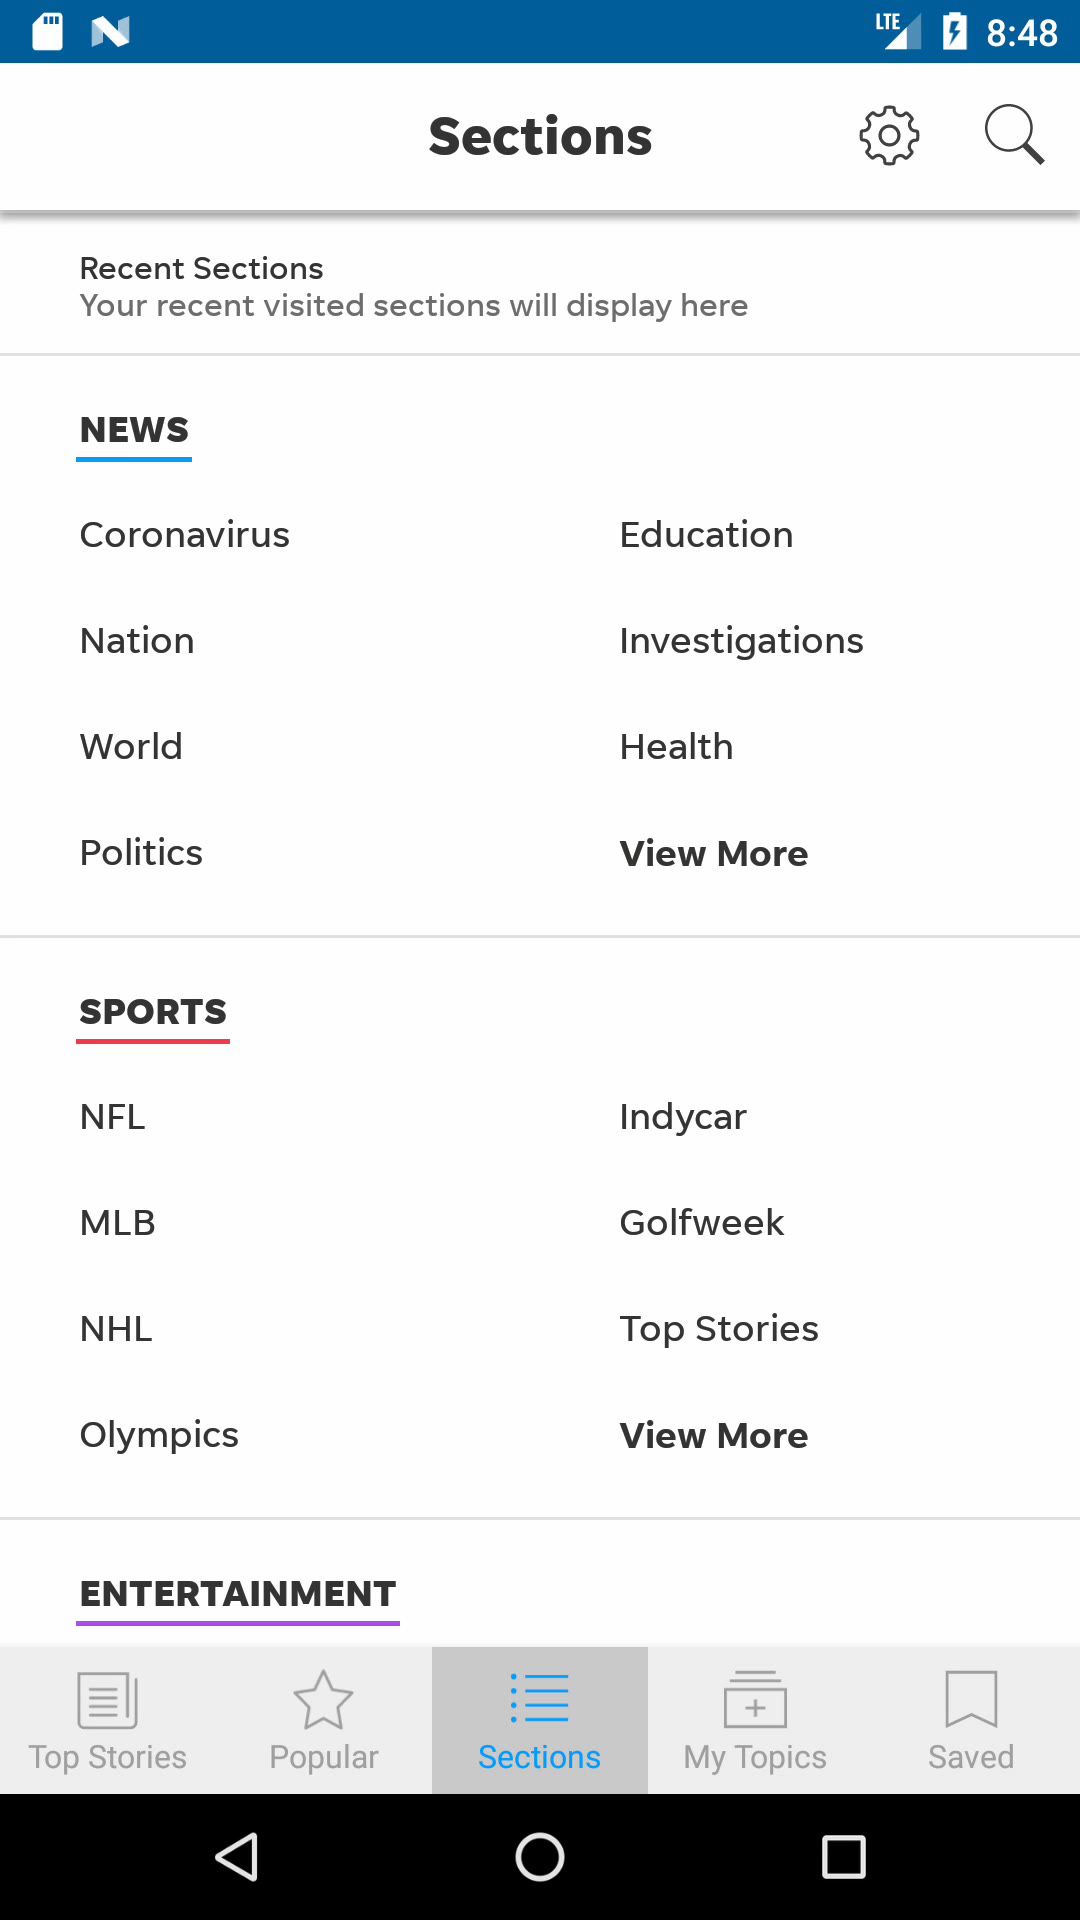 LTE 8:48
Sections
Recent Sections
Your recent visited sections will display here
NEWS
Coronavirus
Education
Nation
Investigations
World
Health
Politics
View More
SPORTS
NFL
Indycar
MLB
Golfweek
NHL
Top Stories
Olympics
View More
ENTERTAINMENT
Top Stories
Popular
Sections
My Topics
Saved